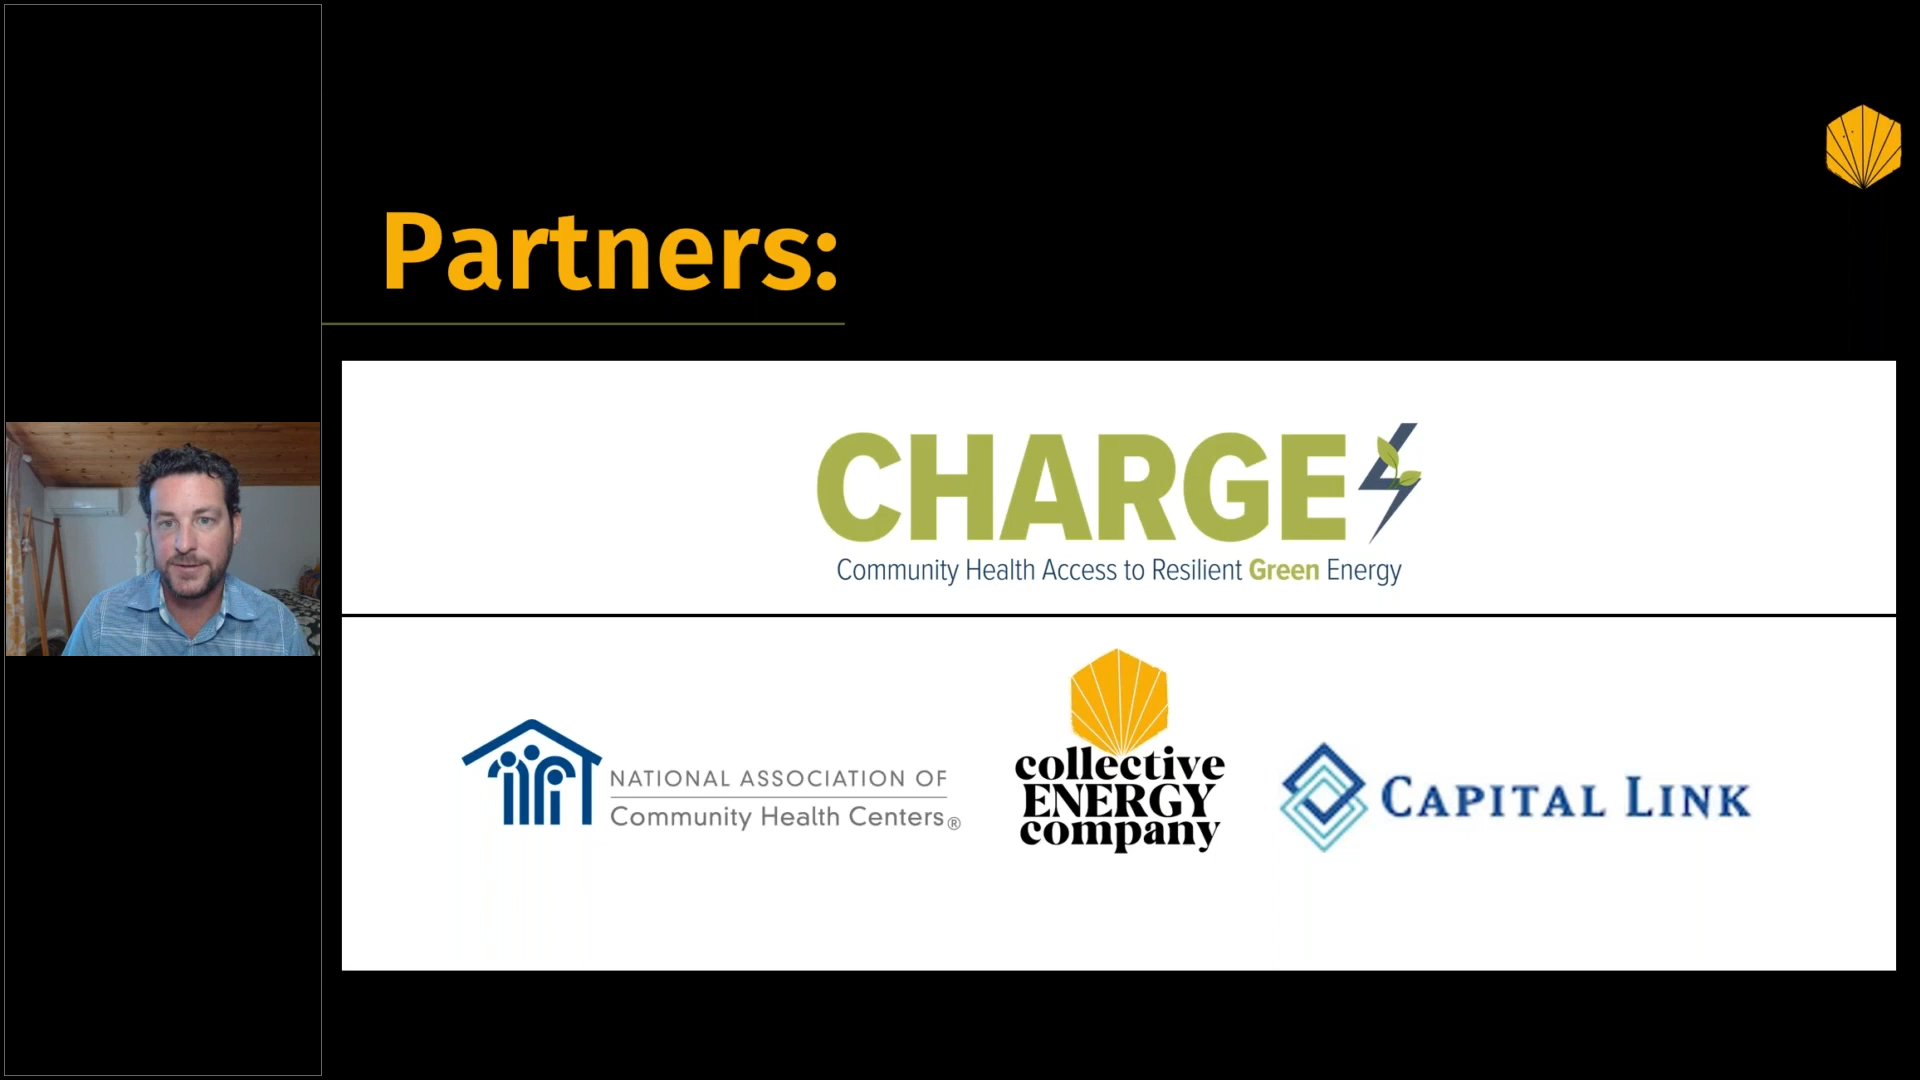 Partners:
CHARGE
Community Health Access to Resilient Green Energy
NATIONAL ASSOCIATION OF
Community Health Centers®
collective
ENERGY
company
CAPITAL LINK